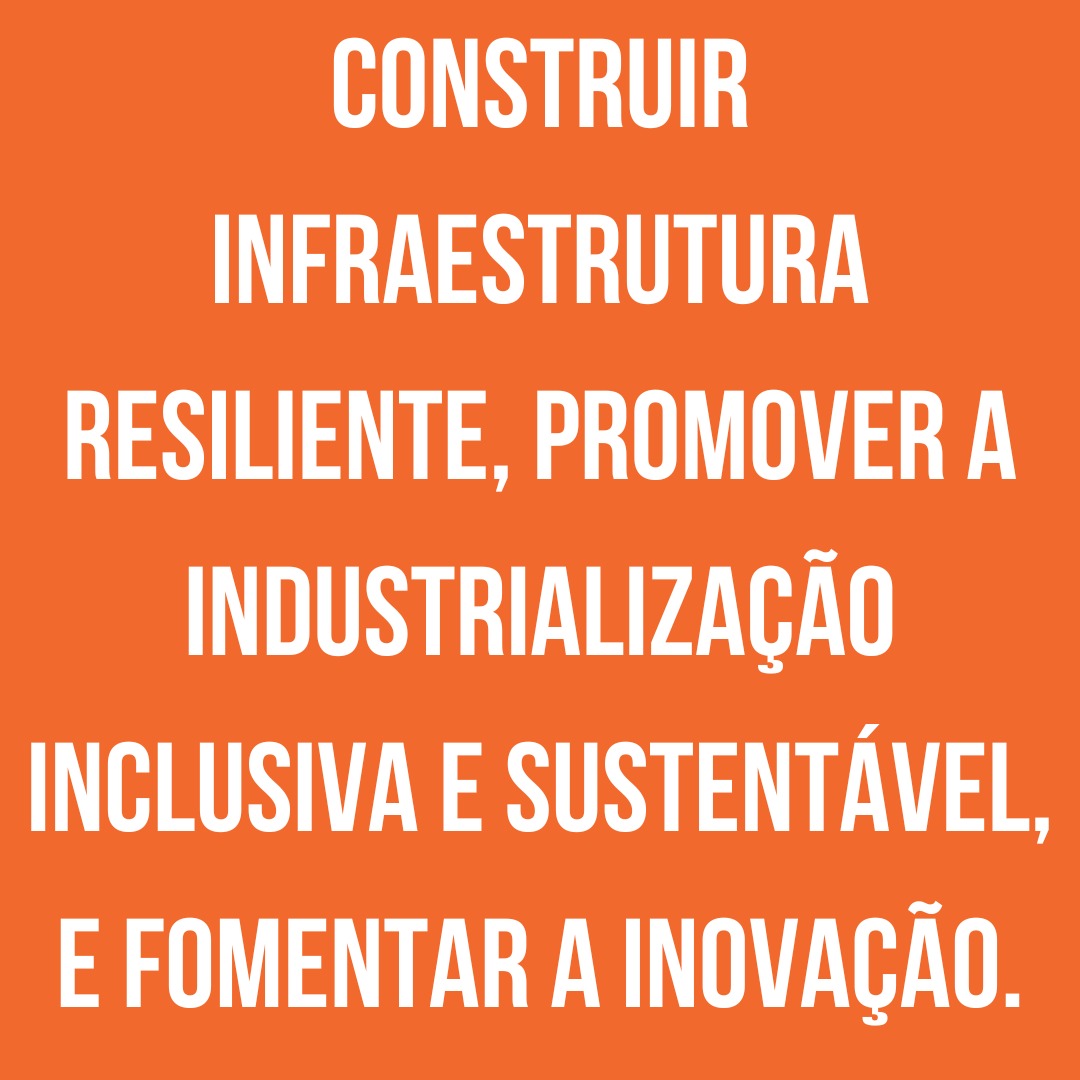 CONSTRUIR
INFRAESTRUTURA
RESILIENTE, PROMOVER A
INDUSTRIALIZAÇÃO
INCLUSIVA E SUSTENTÁVEL,
E FOMENTAR A INOVAÇÃO.